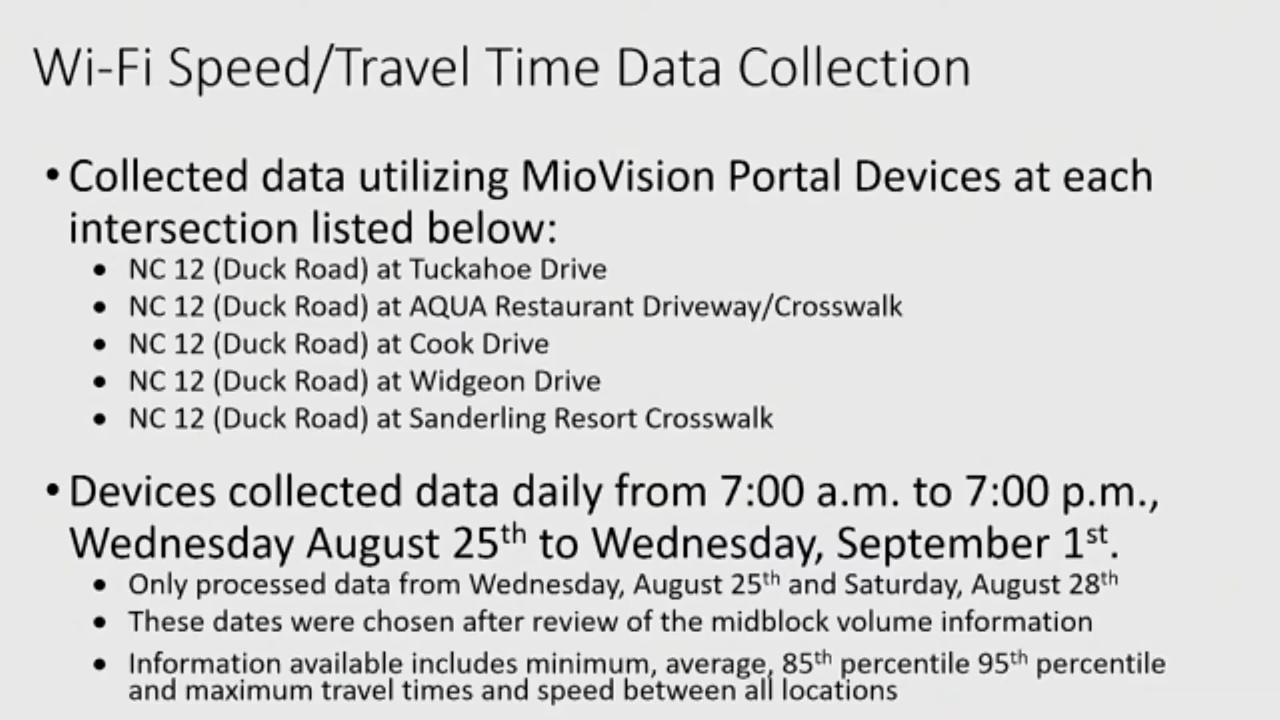 Wi-Fi Speed/Travel Time Data Collection
• Collected data utilizing MioVision Portal Devices at each
intersection listed below:
• NC 12 (Duck Road) at Tuckahoe Drive
• NC 12 (Duck Road) at AQUA Restaurant Driveway/Crosswalk
• NC 12 (Duck Road) at Cook Drive
• NC 12 (Duck Road) at Widgeon Drive
• NC 12 (Duck Road) at Sanderling Resort Crosswalk
• Devices collected data daily from 7:00 a.m. to 7:00 p.m.,
Wednesday August 25th to Wednesday, September 1st.
• Only processed data from Wednesday, August 25th and Saturday, August 28th
• These dates were chosen after review of the midblock volume information
• Information available includes minimum, average, 85th percentile 95th percentile
and maximum travel times and speed between all locations